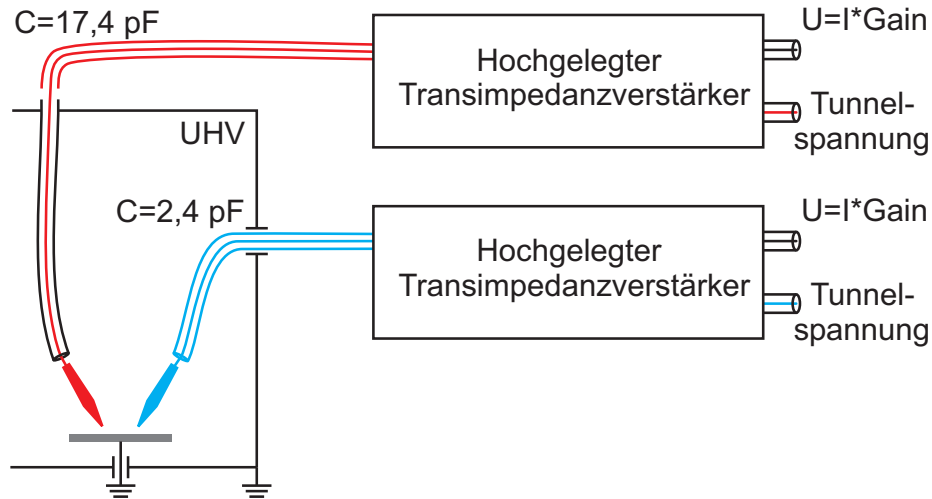 C=17,4 pF
Hochgelegter
Transimpedanzverstärker
U=I*Gain
Tunnel-
spannung
UHV
C=2,4 pF
Hochgelegter
Transimpedanzverstärker
U=I*Gain
Tunnel-
spannung